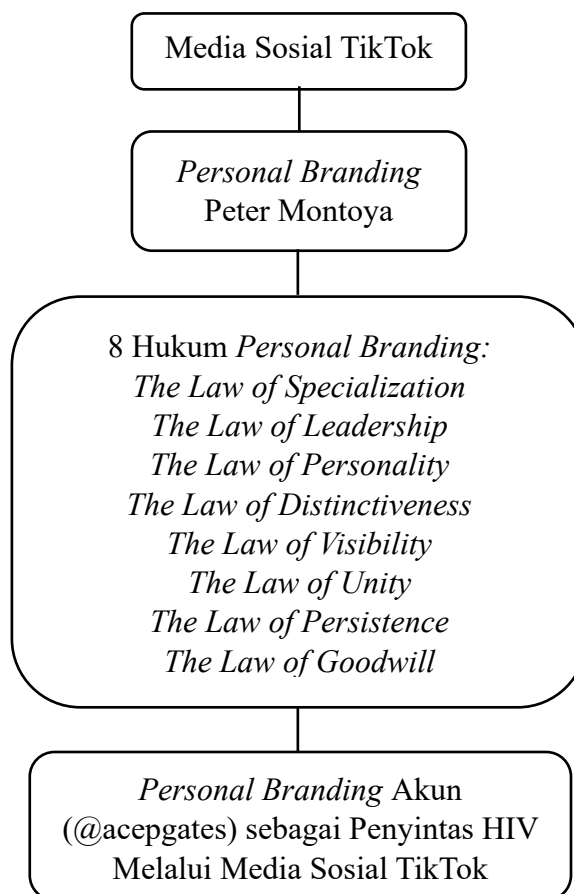 Media Sosial TikTok
Personal Branding
Peter Montoya
8 Hukum Personal Branding:
The Law of Specialization
The Law of Leadership
The Law of Personality
The Law of Distinctiveness
The Law of Visibility
The Law of Unity
The Law of Persistence
The Law of Goodwill
Personal Branding Akun
(@acepgates) sebagai Penyintas HIV
Melalui Media Sosial TikTok